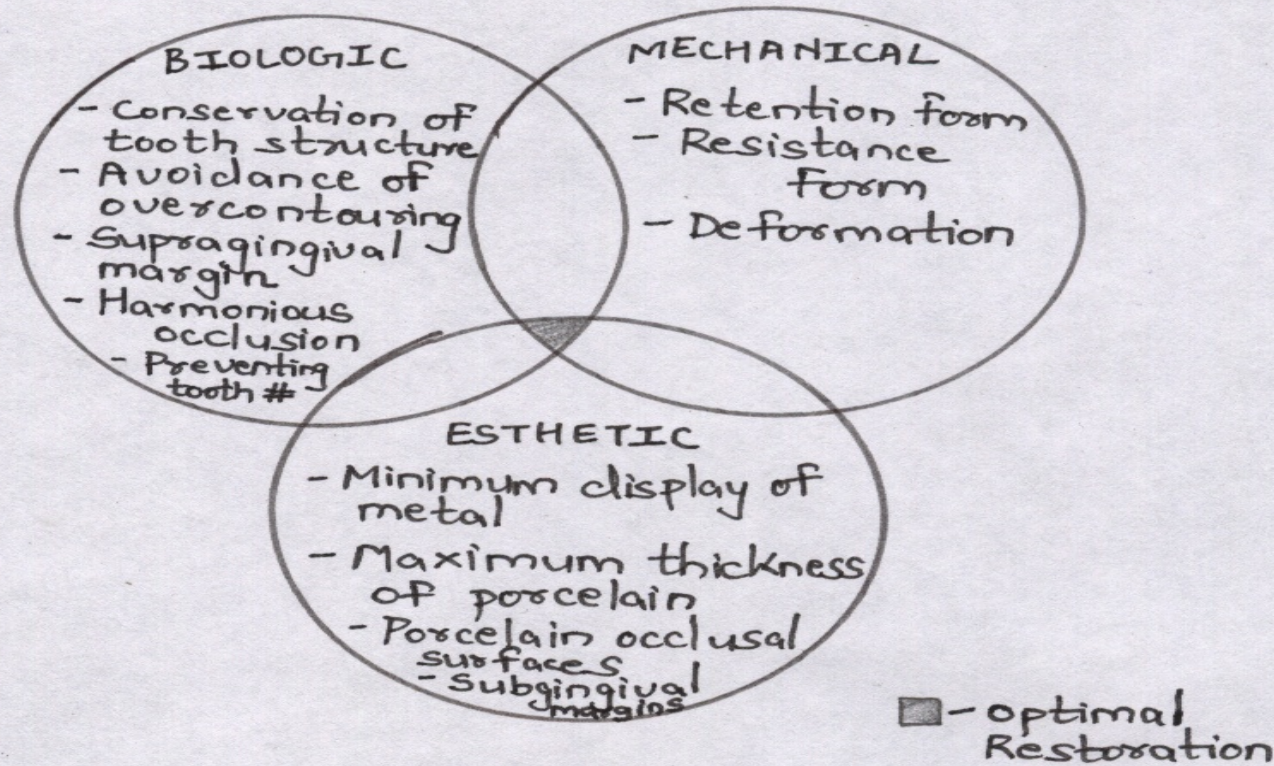 BIOLOGIC
- Conservation of
tooth structure
- Avoidance of
overcontouring
- Supragingival
margin
- Harmonious
occlusion
- Preventing
tooth #
MECHANICAL
- Retention form
- Resistance
form
- Deformation
ESTHETIC
- Minimum display of
metal
- Maximum thickness
of porcelain
- Porcelain occlusal
surfaces
- Subgingival
margins
- optimal
Restoration